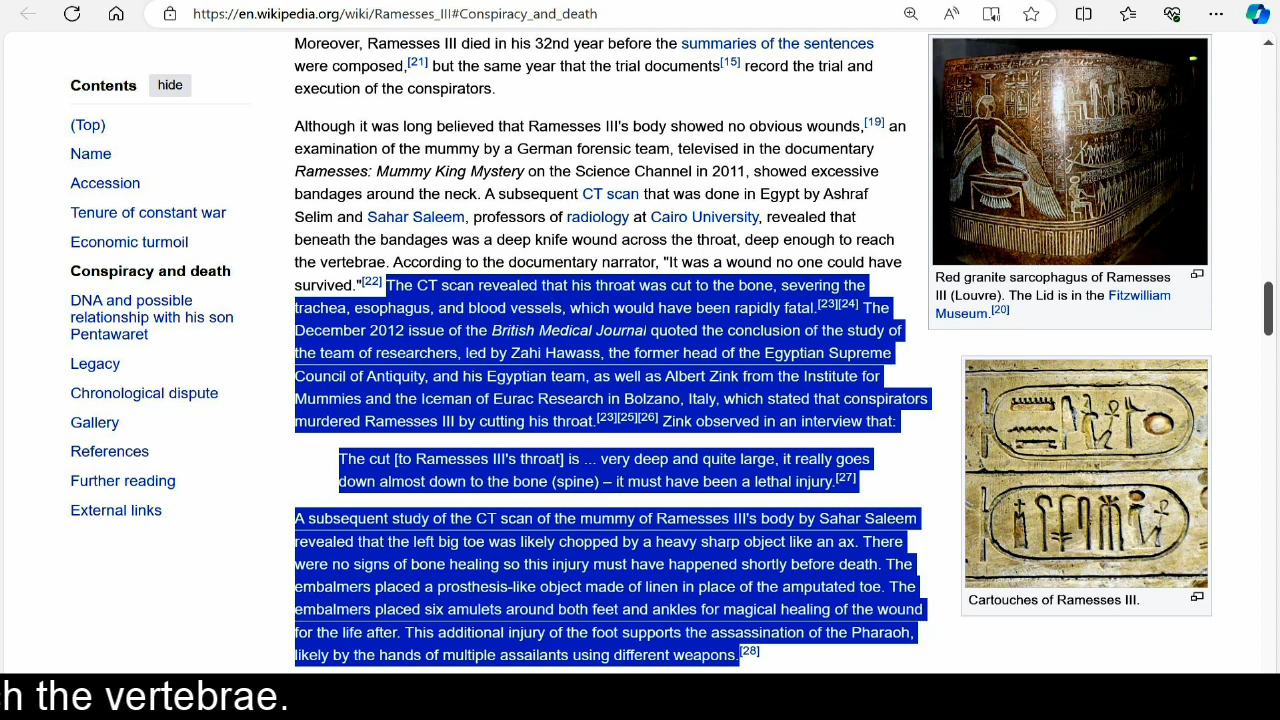 https://en.wikipedia.org/wiki/Ramesses_III#Conspiracy_and_death
Contents hide
(Top)
Name
Accession
Tenure of constant war
Economic turmoil
Conspiracy and death
DNA and possible
relationship with his son
Pentawaret
Legacy
Chronological dispute
Gallery
References
Further reading
External links
Moreover, Ramesses III died in his 32nd year before the summaries of the sentences
were composed,[21] but the same year that the trial documents[15] record the trial and
execution of the conspirators.
Although it was long believed that Ramesses III's body showed no obvious wounds,[19] an
examination of the mummy by a German forensic team, televised in the documentary
Ramesses: Mummy King Mystery on the Science Channel in 2011, showed excessive
bandages around the neck. A subsequent CT scan that was done in Egypt by Ashraf
Selim and Sahar Saleem, professors of radiology at Cairo University, revealed that
beneath the bandages was a deep knife wound across the throat, deep enough to reach
the vertebrae. According to the documentary narrator, "It was a wound no one could have
survived."[22] The CT scan revealed that his throat was cut to the bone, severing the
trachea, esophagus, and blood vessels, which would have been rapidly fatal.[23][24] The
December 2012 issue of the British Medical Journal quoted the conclusion of the study of
the team of researchers, led by Zahi Hawass, the former head of the Egyptian Supreme
Council of Antiquity, and his Egyptian team, as well as Albert Zink from the Institute for
Mummies and the Iceman of Eurac Research in Bolzano, Italy, which stated that conspirators
murdered Ramesses III by cutting his throat.[23][25][26] Zink observed in an interview that:
The cut [to Ramesses III's throat] is ... very deep and quite large, it really goes
down almost down to the bone (spine) – it must have been a lethal injury.[27]
A subsequent study of the CT scan of the mummy of Ramesses III's body by Sahar Saleem
revealed that the left big toe was likely chopped by a heavy sharp object like an ax. There
were no signs of bone healing so this injury must have happened shortly before death. The
embalmers placed a prosthesis-like object made of linen in place of the amputated toe. The
embalmers placed six amulets around both feet and ankles for magical healing of the wound
for the life after. This additional injury of the foot supports the assassination of the Pharaoh,
likely by the hands of multiple assailants using different weapons.[28]
Red granite sarcophagus of Ramesses
III (Louvre). The Lid is in the Fitzwilliam
Museum.[20]
Cartouches of Ramesses III.
h the vertebrae.